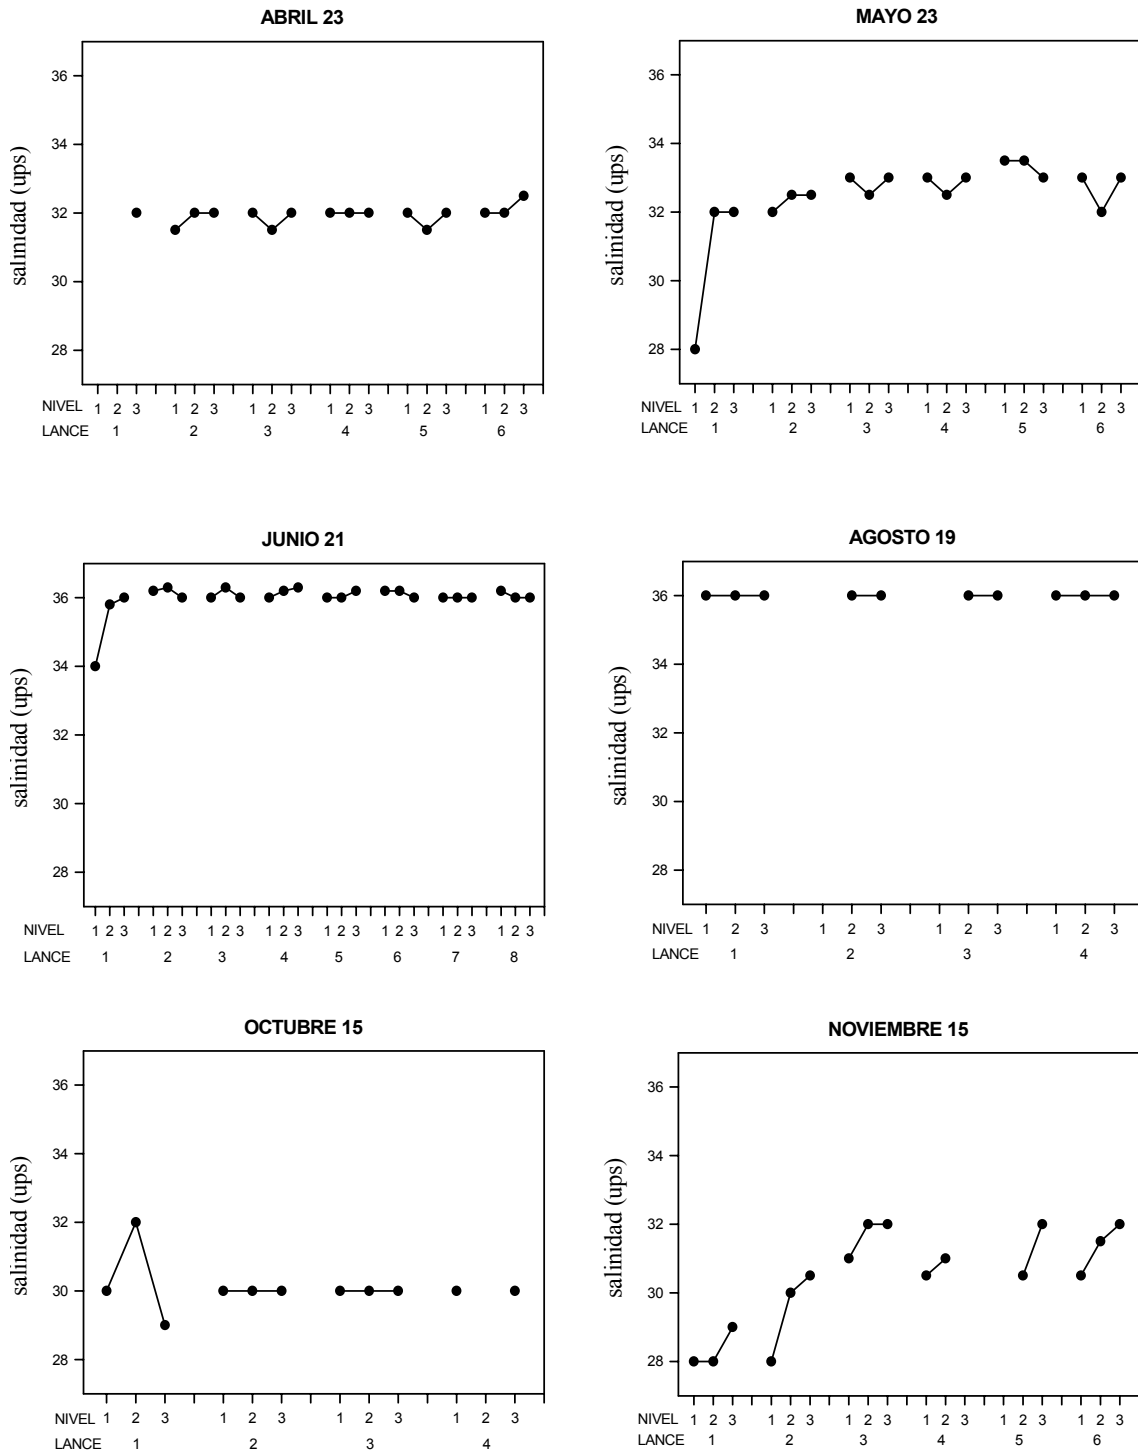 ABRIL 23
salinidad (ups)
36
34
32
30
28
NIVEL 1 2 3 1 2 3 1 2 3 1 2 3 1 2 3 1 2 3
LANCE 1 2 3 4 5 6
MAYO 23
salinidad (ups)
36
34
32
30
28
NIVEL 1 2 3 1 2 3 1 2 3 1 2 3 1 2 3 1 2 3
LANCE 1 2 3 4 5 6
JUNIO 21
salinidad (ups)
36
34
32
30
28
NIVEL 1 2 3 1 2 3 1 2 3 1 2 3 1 2 3 1 2 3 1 2 3 1 2 3
LANCE 1 2 3 4 5 6 7 8
AGOSTO 19
salinidad (ups)
36
34
32
30
28
NIVEL 1 2 3 1 2 3 1 2 3 1 2 3
LANCE 1 2 3 4
OCTUBRE 15
salinidad (ups)
36
34
32
30
28
NIVEL 1 2 3 1 2 3 1 2 3 1 2 3
LANCE 1 2 3 4
NOVIEMBRE 15
salinidad (ups)
36
34
32
30
28
NIVEL 1 2 3 1 2 3 1 2 3 1 2 3 1 2 3 1 2 3
LANCE 1 2 3 4 5 6